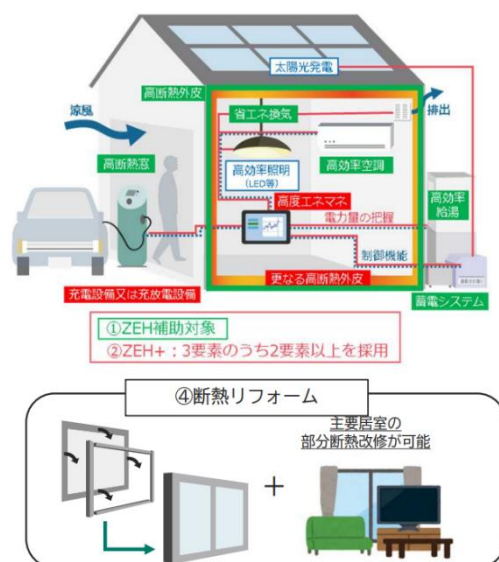 太陽光発電
高断熱外皮
省エネ換気
涼風
排出
高断熱窓
高効率照明
(LED等)
高効率空調
高度エネマネ
高効率
給湯
電力量の把握
制御機能
更なる高断熱外皮
充電設備又は充放電設備
蓄電システム
①ZEH補助対象
②ZEH+:3要素のうち2要素以上を採用
④断熱リフォーム
主要居室の
部分断熱改修が可能
+